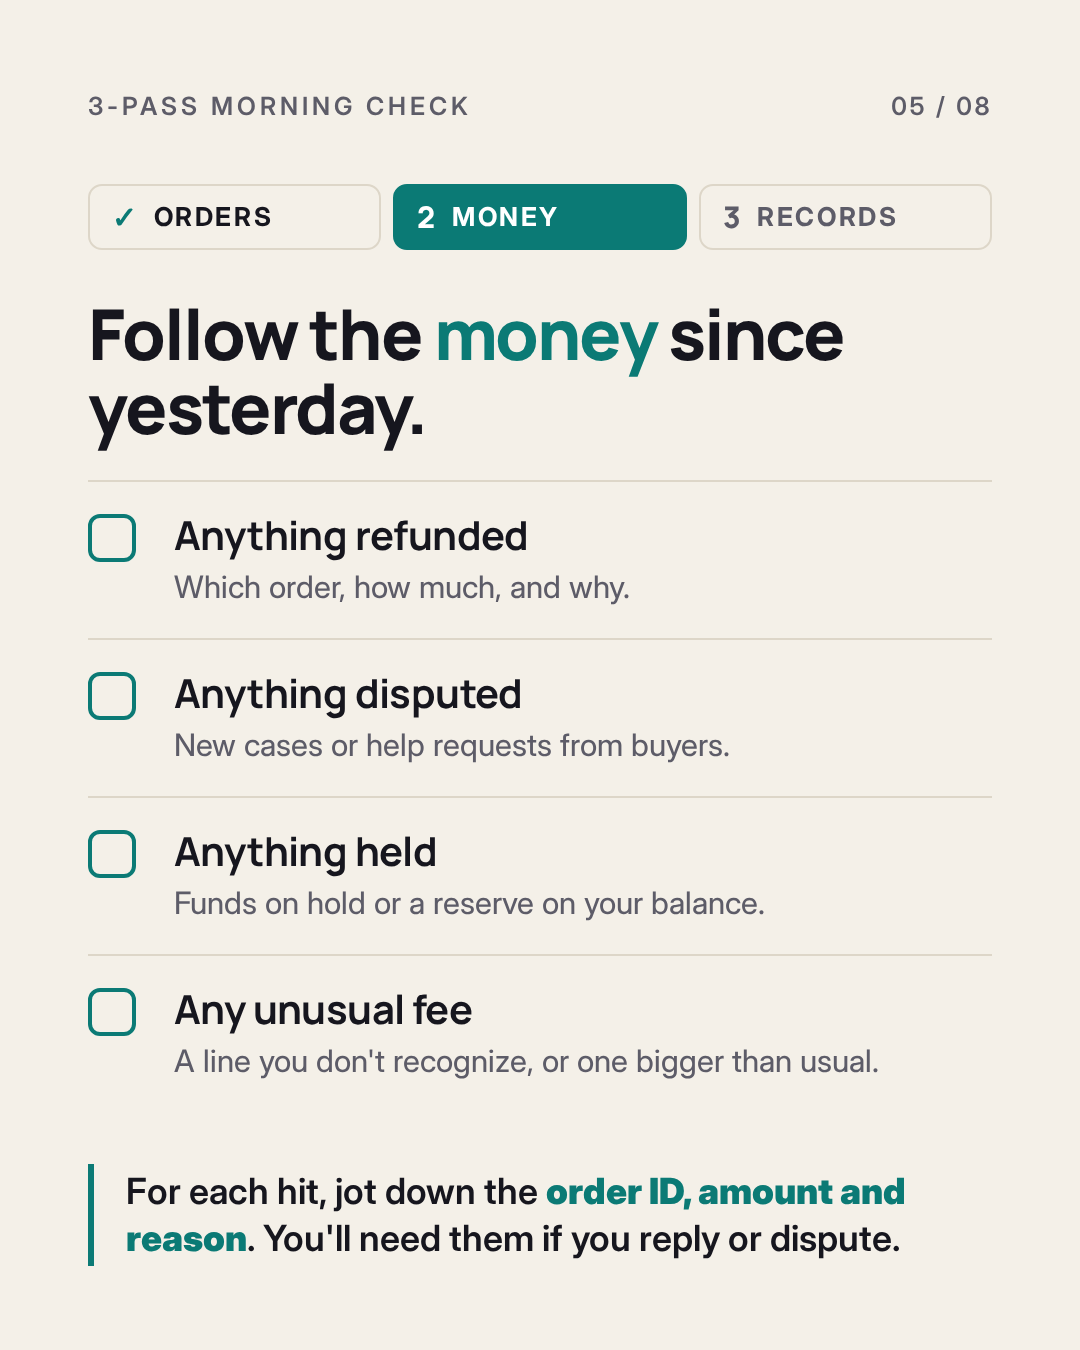 3-PASS MORNING CHECK
05 / 08
✓ ORDERS
2 MONEY
3 RECORDS
Follow the money since
yesterday.
Anything refunded
Which order, how much, and why.
Anything disputed
New cases or help requests from buyers.
Anything held
Funds on hold or a reserve on your balance.
Any unusual fee
A line you don't recognize, or one bigger than usual.
For each hit, jot down the order ID, amount and
reason. You'll need them if you reply or dispute.